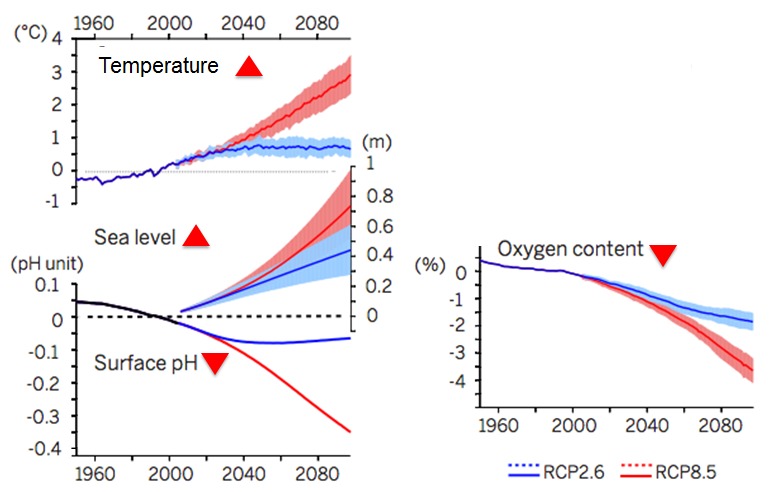 1960 2000 2040 2080
(°C)
4
3
2
1
0
-1
Temperature
(m)
1
0.8
0.6
0.4
0.2
0
Sea level
(pH unit)
0.1
0
-0.1
-0.2
-0.3
-0.4
Surface pH
1960 2000 2040 2080
Oxygen content
(%)
0
-1
-2
-3
-4
1960 2000 2040 2080
RCP2.6 RCP8.5